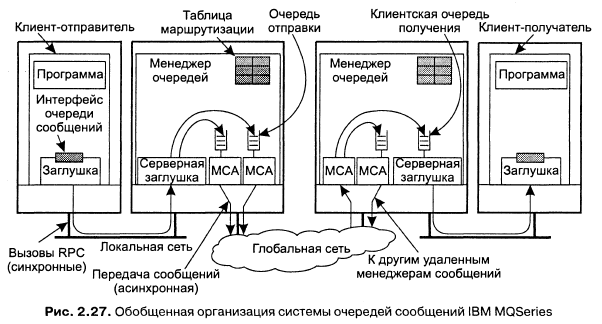 Клиент-отправитель
Таблица
маршрутизации
Очередь
отправки
Клиентская очередь
получения
Клиент-получатель
Программа
Интерфейс
очереди
сообщений
Заглушка
Менеджер
очередей
Серверная
заглушка
MCA
MCA
Менеджер
очередей
MCA
MCA
Серверная
заглушка
Программа
Заглушка
Вызовы RPC
(синхронные)
Локальная сеть
Передача сообщений
(асинхронная)
Глобальная сеть
К другим удаленным
менеджерам сообщений
Рис. 2.27. Обобщенная организация системы очередей сообщений IBM MQSeries